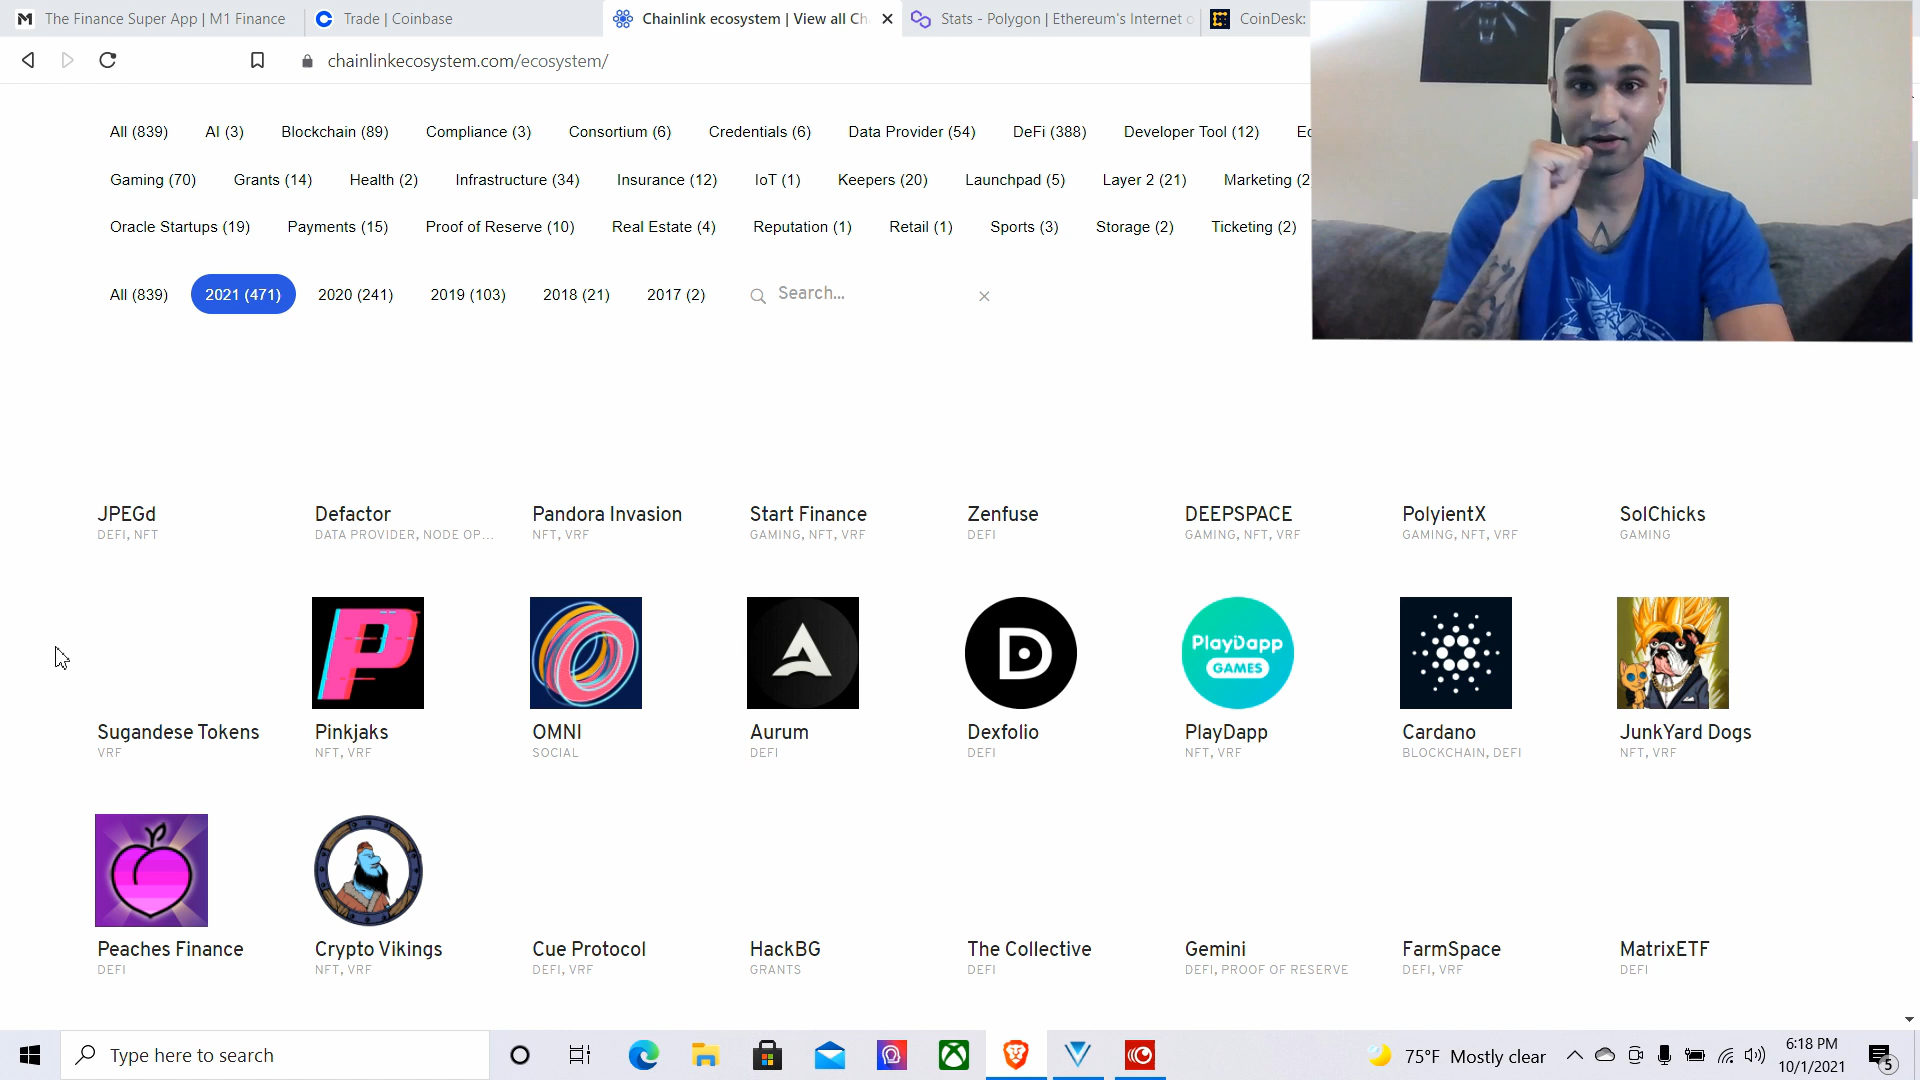 The Finance Super App | M1 Finance
Trade | Coinbase
Chainlink ecosystem | View all Ch
Stats - Polygon | Ethereum's Internet o
CoinDesk:
chainlinkecosystem.com/ecosystem/
All (839) AI (3) Blockchain (89) Compliance (3) Consortium (6) Credentials (6) Data Provider (54) DeFi (388) Developer Tool (12)
Gaming (70) Grants (14) Health (2) Infrastructure (34) Insurance (12) IoT (1) Keepers (20) Launchpad (5) Layer 2 (21) Marketing (2
Oracle Startups (19) Payments (15) Proof of Reserve (10) Real Estate (4) Reputation (1) Retail (1) Sports (3) Storage (2) Ticketing (2)
All (839) 2021 (471) 2020 (241) 2019 (103) 2018 (21) 2017 (2) Search...
JPEGd Defactor Pandora Invasion Start Finance Zenfuse DEEPSPACE PolyientX SolChicks
DEFI, NFT DATA PROVIDER, NODE OP... NFT, VRF GAMING, NFT, VRF DEFI GAMING, NFT, VRF GAMING, NFT, VRF GAMING
PlayDapp
GAMES
Sugandese Tokens Pinkjaks OMNI Aurum Dexfolio PlayDapp Cardano JunkYard Dogs
VRF NFT, VRF SOCIAL DEFI DEFI NFT, VRF BLOCKCHAIN, DEFI NFT, VRF
Peaches Finance Crypto Vikings Cue Protocol HackBG The Collective Gemini FarmSpace MatrixETF
DEFI NFT, VRF DEFI, VRF GRANTS DEFI DEFI, PROOF OF RESERVE DEFI, VRF DEFI
Type here to search
75°F Mostly clear
6:18 PM
10/1/2021
5